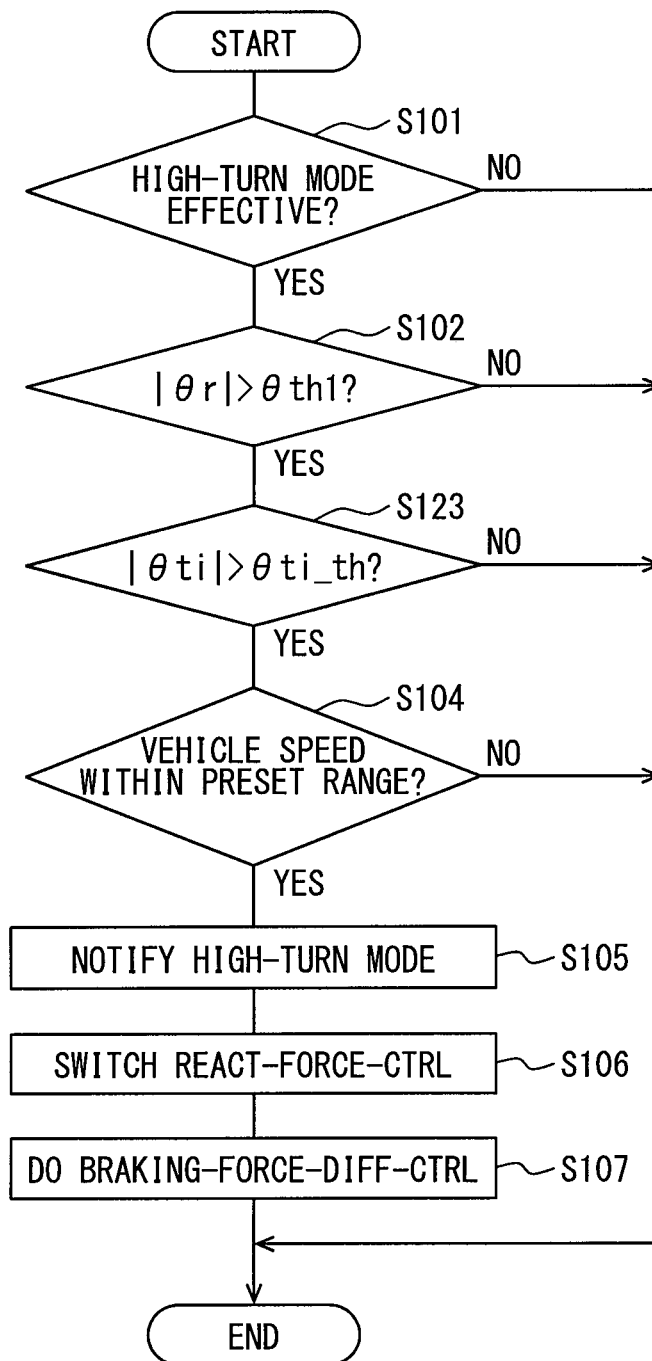 START
S101
HIGH-TURN MODE
EFFECTIVE?
NO
YES
S102
|θr|>θth1?
NO
YES
S123
|θti|>θti_th?
NO
YES
S104
VEHICLE SPEED
WITHIN PRESET RANGE?
NO
YES
NOTIFY HIGH-TURN MODE
S105
SWITCH REACT-FORCE-CTRL
S106
DO BRAKING-FORCE-DIFF-CTRL
S107
END